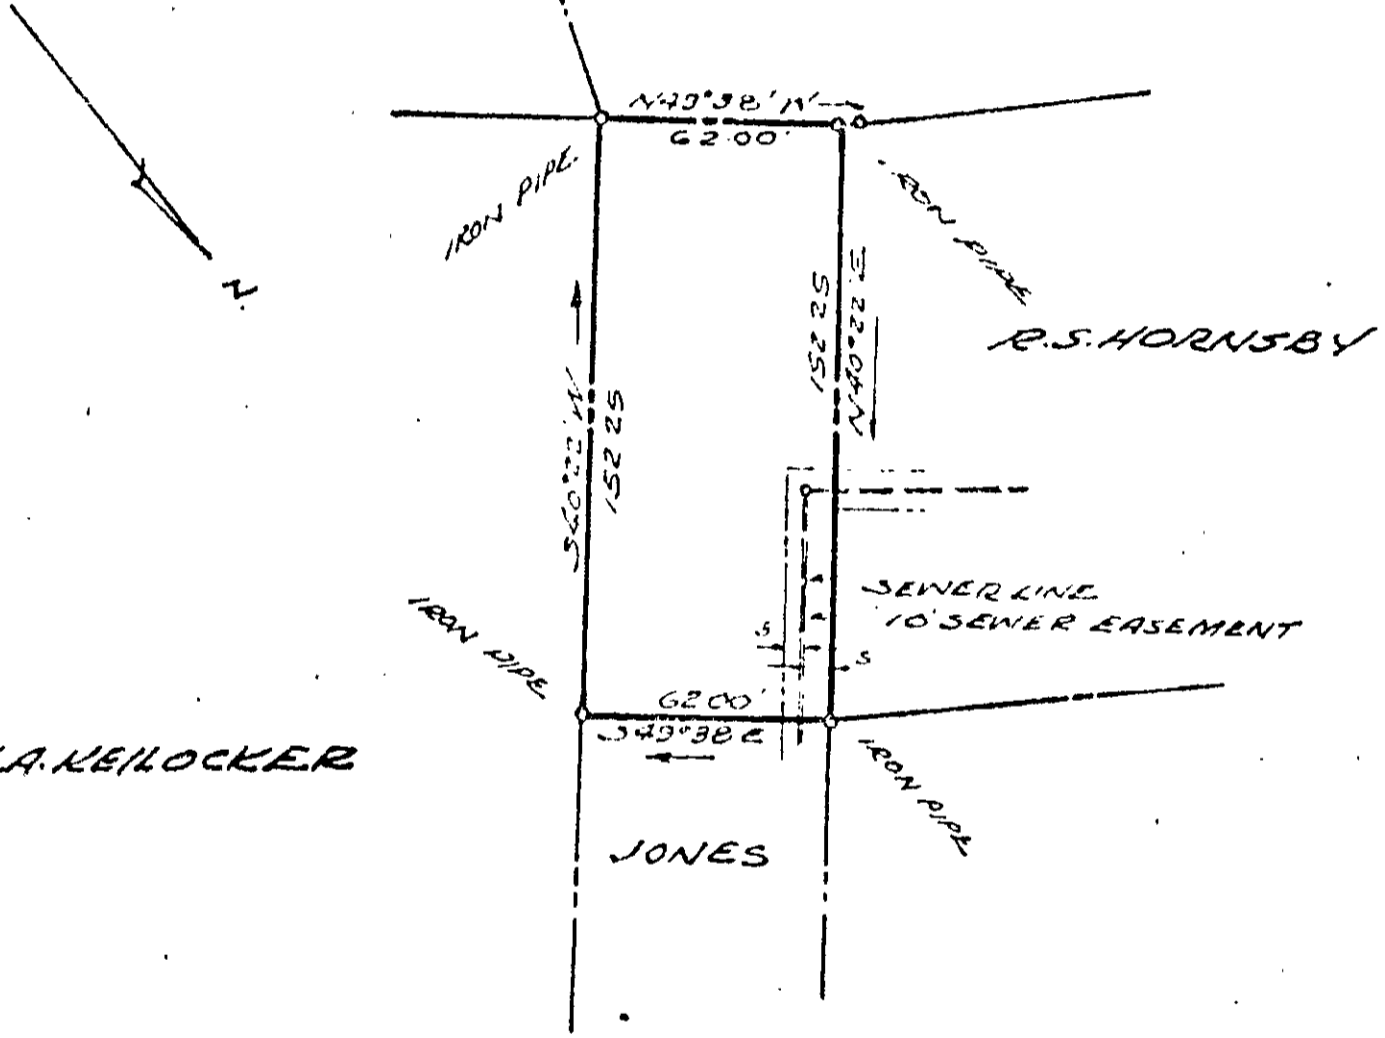 N49°38'W
62.00'
IRON PIPE
IRON PIPE
N
R.S. HORNSBY
152 25
N40°22'E
S40°22'W
152 25
SEWER LINE
10' SEWER EASEMENT
5
5
IRON PIPE
62 00'
S49°38 E
IRON PIPE
A. KEILOCKER
JONES